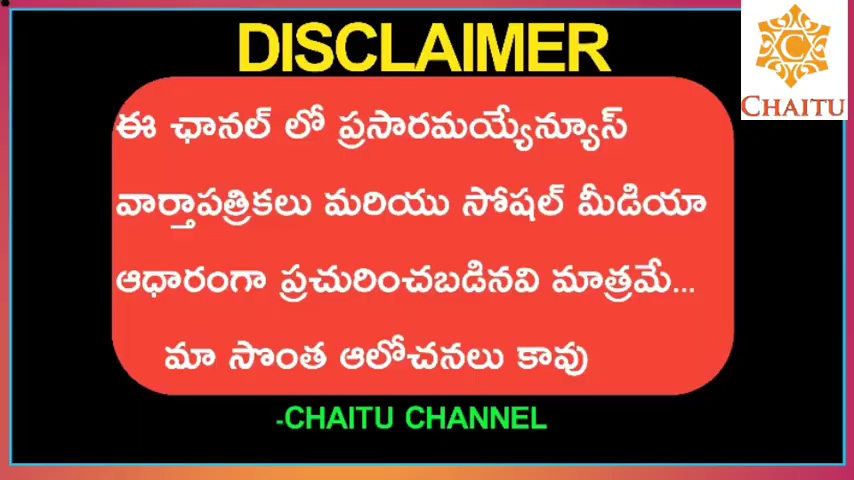 DISCLAIMER
C
CHAITU
ఈ ఛానల్ లో ప్రసారమయ్యేన్యూస్
వార్తాపత్రికలు మరియు సోషల్ మీడియా
ఆధారంగా ప్రచురించబడినవి మాత్రమే...
మా సొంత ఆలోచనలు కావు
-CHAITU CHANNEL